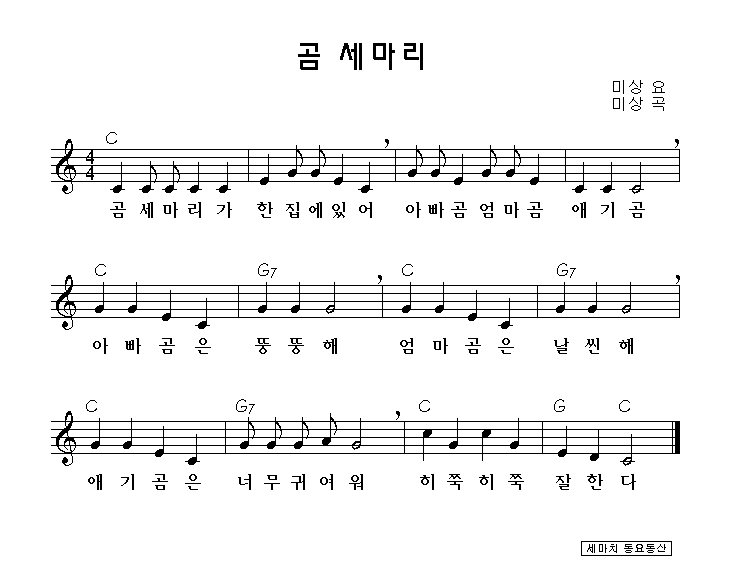 곰 세마리
미상 요
미상 곡
C
4
4
곰 세마리가 한집에있어 아빠곰엄마곰 애기곰
C G7 C G7
아빠곰은 뚱뚱해 엄마곰은 날씬해
C G7 C G C
애기곰은 너무귀여워 히쭉히쭉 잘한다
세마치 동요동산